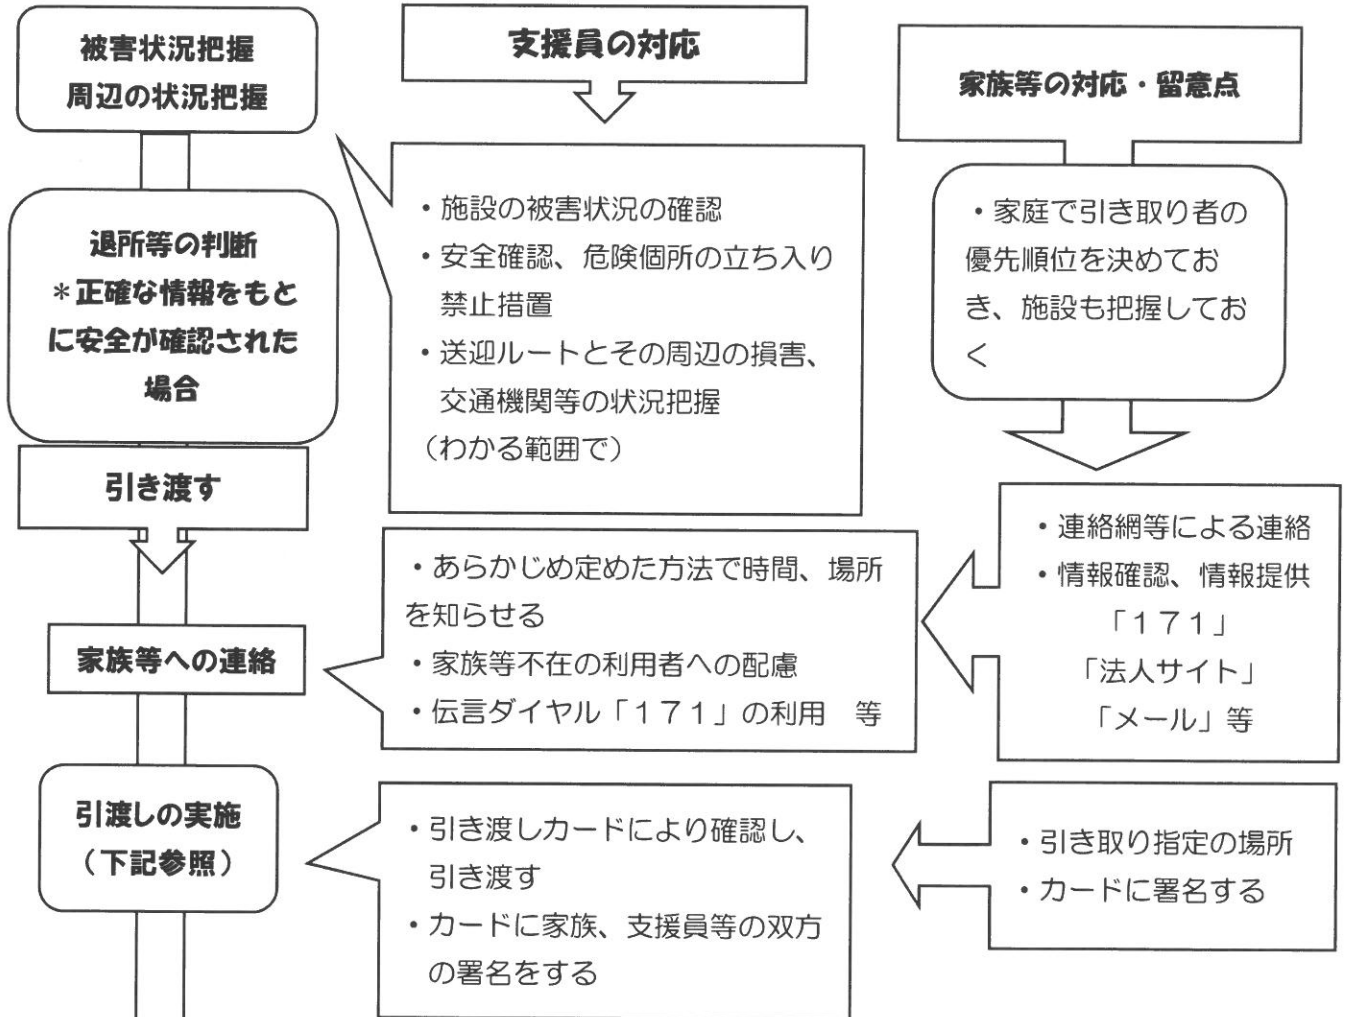 被害状況把握
周辺の状況把握
退所等の判断
＊正確な情報をもと
に安全が確認された
場合
引き渡す
家族等への連絡
引渡しの実施
（下記参照）
支援員の対応
・施設の被害状況の確認
・安全確認、危険個所の立ち入り
禁止措置
・送迎ルートとその周辺の損害、
交通機関等の状況把握
（わかる範囲で）
・あらかじめ定めた方法で時間、場所
を知らせる
・家族等不在の利用者への配慮
・伝言ダイヤル「１７１」の利用　等
・引き渡しカードにより確認し、
引き渡す
・カードに家族、支援員等の双方
の署名をする
家族等の対応・留意点
・家庭で引き取り者の
優先順位を決めてお
き、施設も把握してお
く
・連絡網等による連絡
・情報確認、情報提供
「１７１」
「法人サイト」
「メール」等
・引き取り指定の場所
・カードに署名する